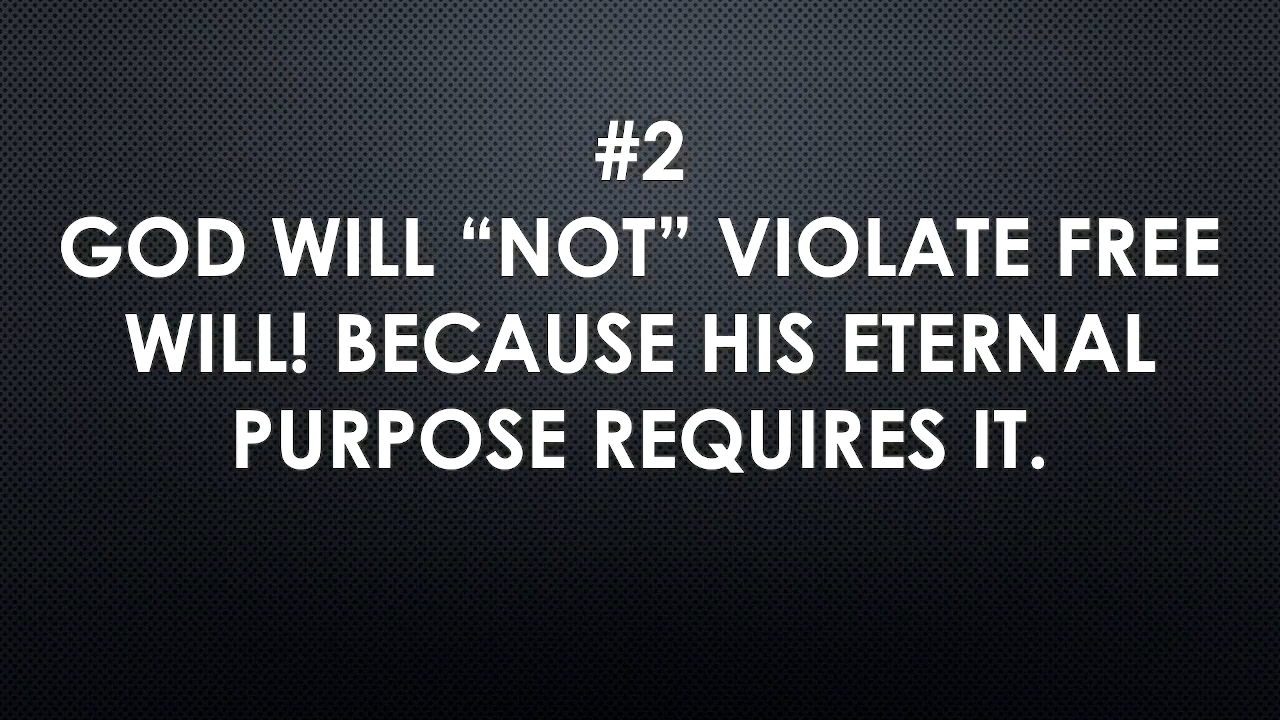 #2
GOD WILL “NOT” VIOLATE FREE
WILL! BECAUSE HIS ETERNAL
PURPOSE REQUIRES IT.